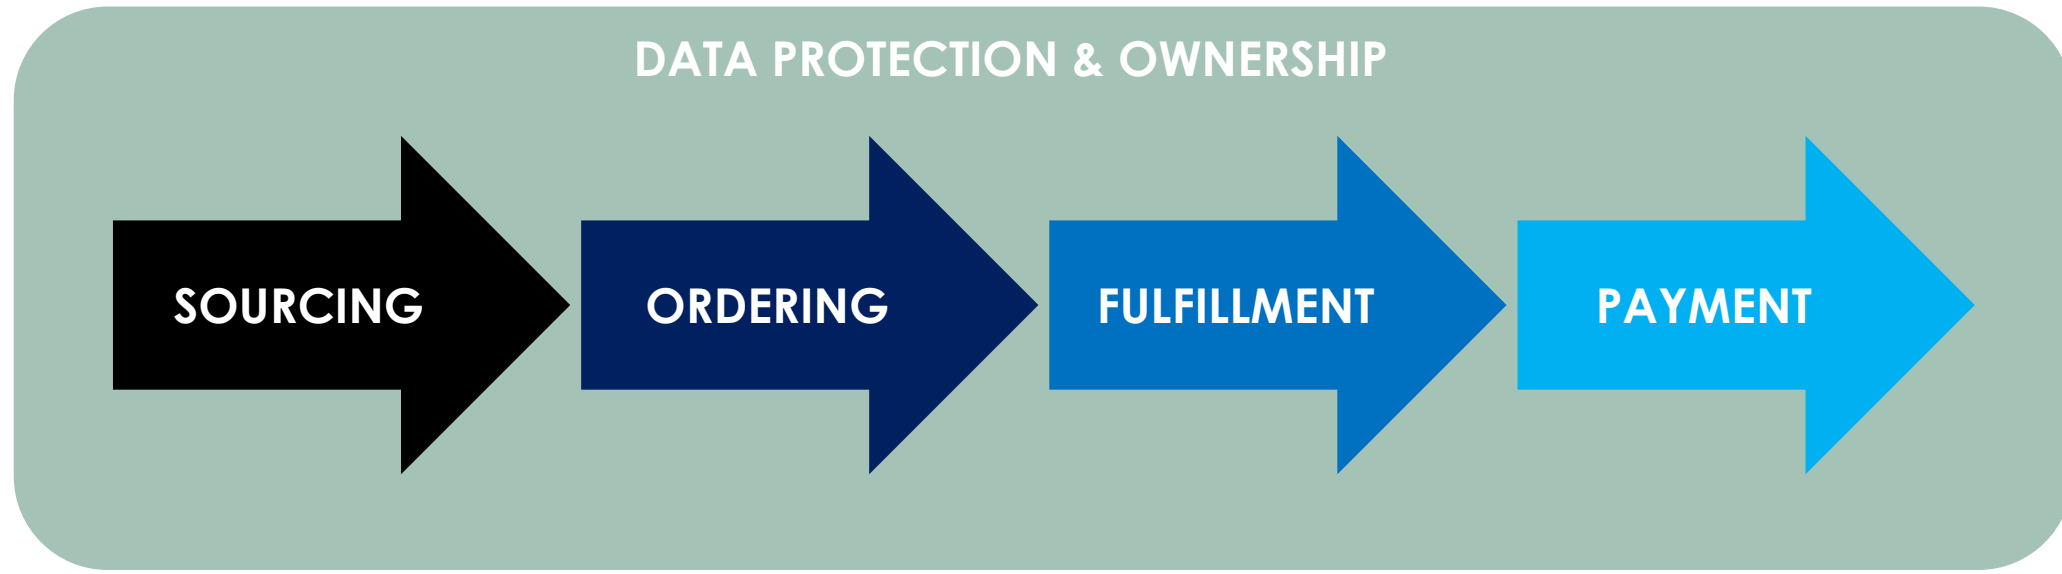 DATA PROTECTION & OWNERSHIP
SOURCING
ORDERING
FULFILLMENT
PAYMENT